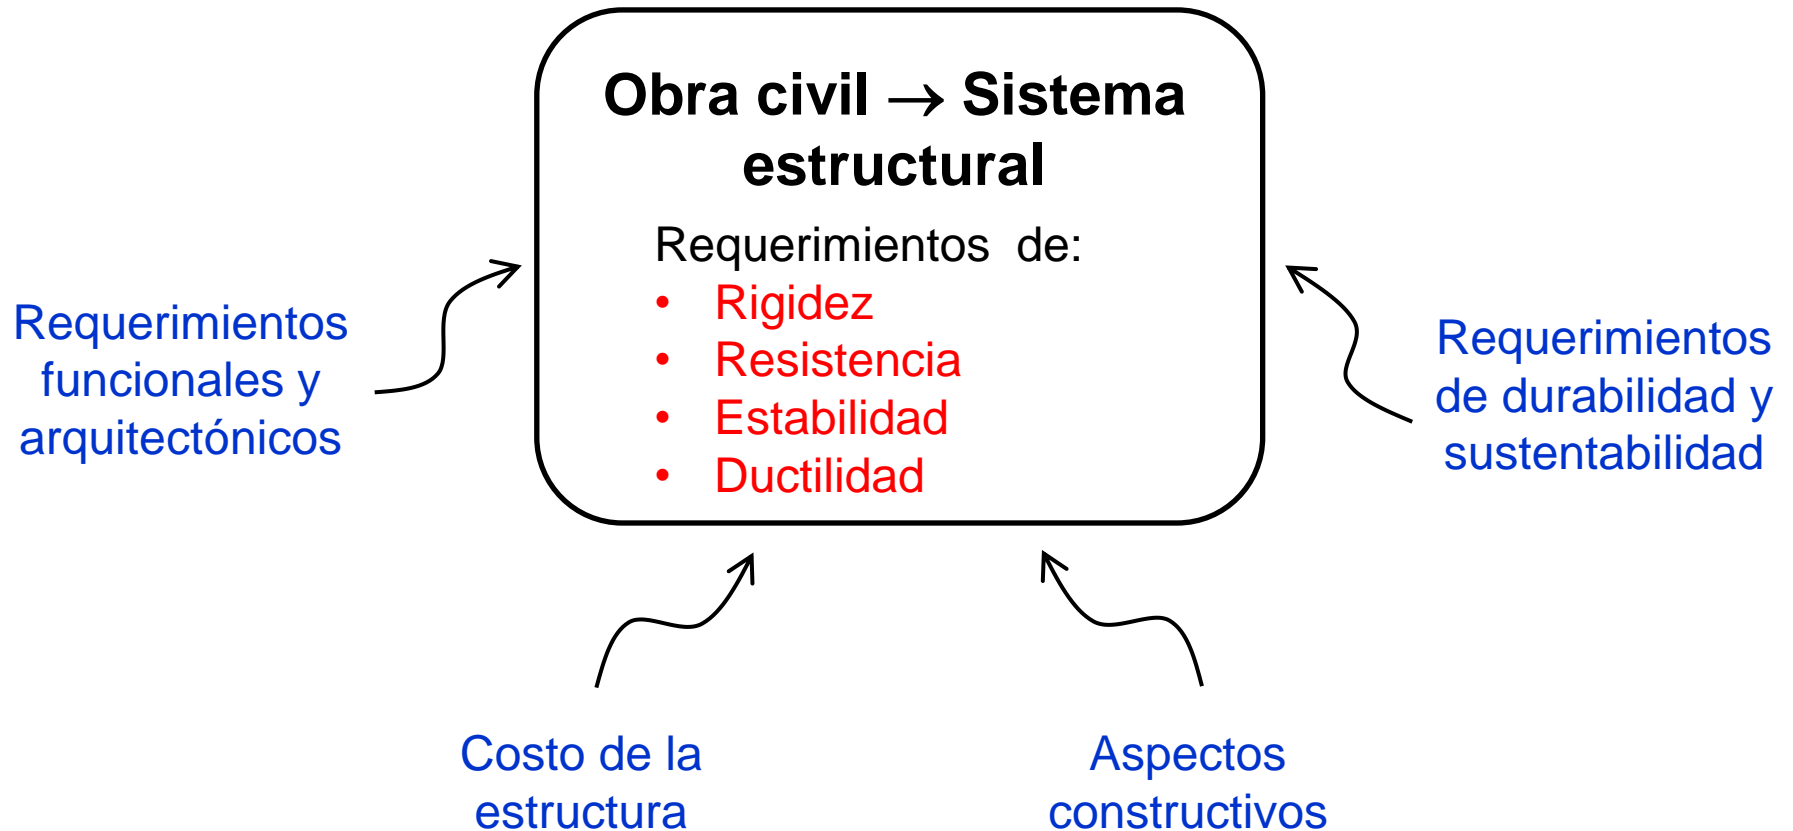 Obra civil → Sistema
estructural
Requerimientos de:
• Rigidez
• Resistencia
• Estabilidad
• Ductilidad
Requerimientos
funcionales y
arquitectónicos
Requerimientos
de durabilidad y
sustentabilidad
Costo de la
estructura
Aspectos
constructivos